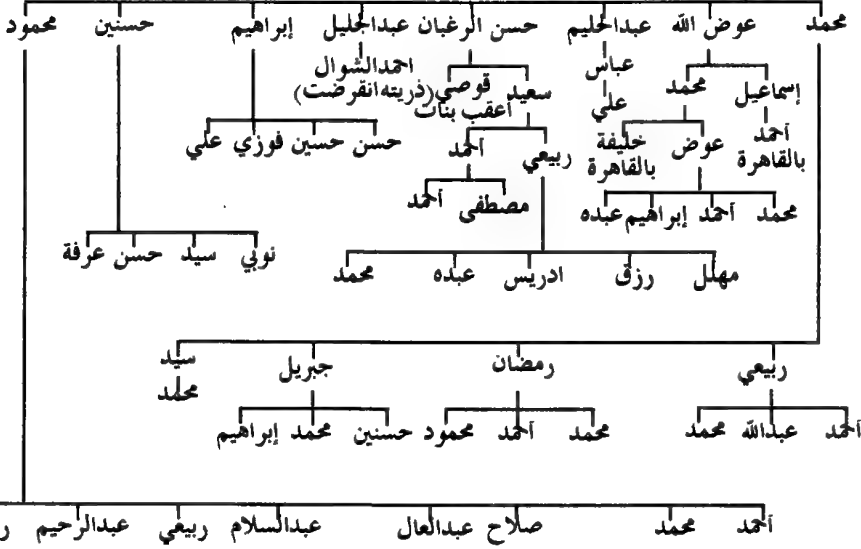 محمد عوض الله عبدالحليم حسن الرغبان عبدالجليل إبراهيم حسنين محمود
إسماعيل محمد عباس سعيد قوصي احمدالشوال
(ذريته انقرضت)
أعقب بنات
علي
أحمد عوض خليفة ربيعي أحمد حسن حسين فوزي علي
بالقاهرة بالقاهرة
محمد أحمد إبراهيم عبده مصطفى أحمد
نوبي سيد حسن عرفة
مهلل رزق ادريس عبده محمد
ربيعي رمضان جبريل سيد
محمد
أحمد عبدالله محمد محمد أحمد محمود حسنين محمد إبراهيم
أحمد محمد صلاح عبدالعال عبدالسلام ربيعي عبدالرحيم